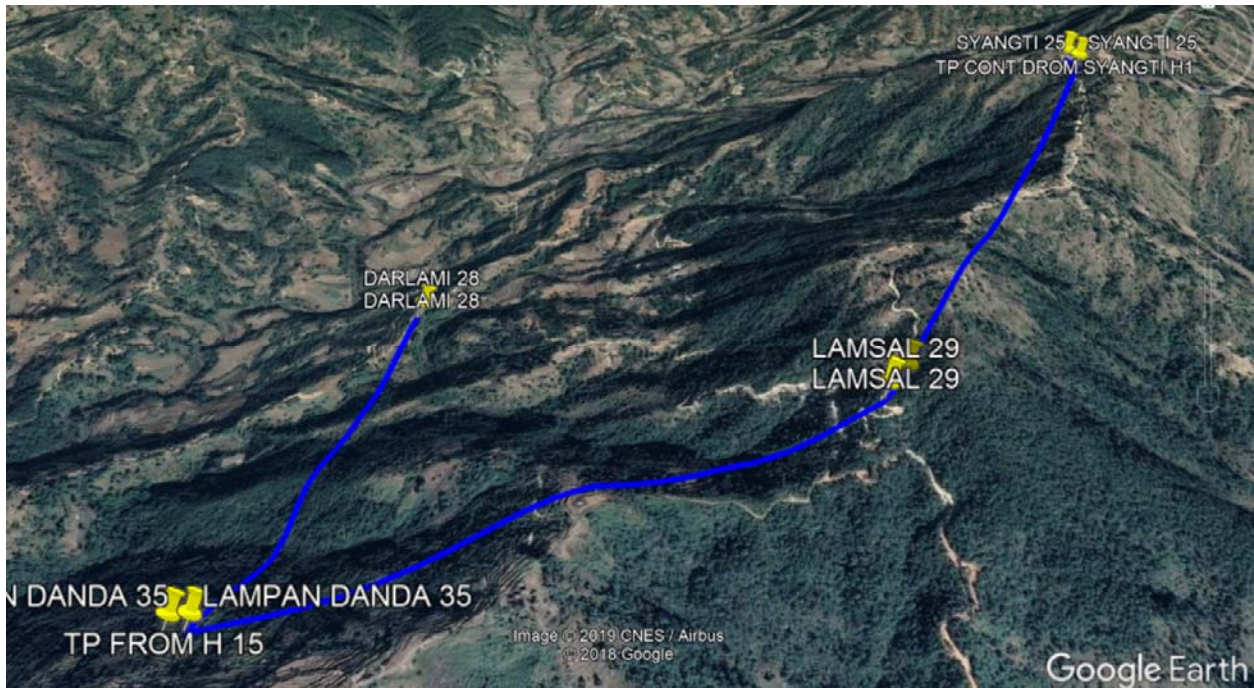 SYANGTI 25 SYANGTI 25
TP CONT DROM SYANGTI H1
DARLAMI 28
DARLAMI 28
LAMSAL 29
LAMSAL 29
N DANDA 35 LAMPAN DANDA 35
TP FROM H 15
Image © 2019 CNES / Airbus
© 2018 Google
Google Earth